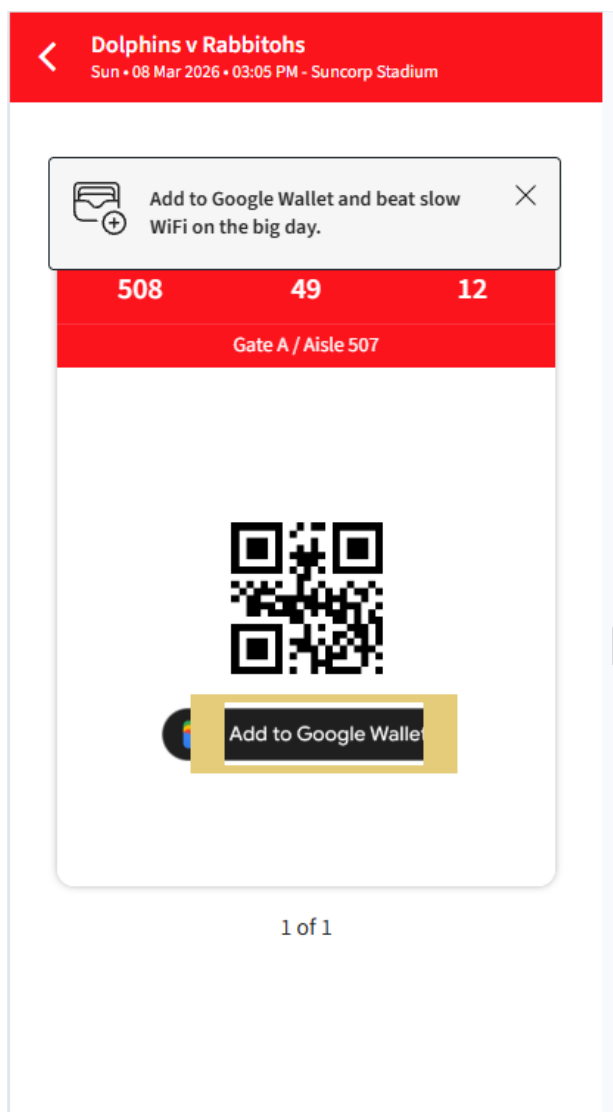 Dolphins v Rabbitohs
Sun • 08 Mar 2026 • 03:05 PM - Suncorp Stadium
Add to Google Wallet and beat slow
WiFi on the big day.
508 49 12
Gate A / Aisle 507
Add to Google Wallet
1 of 1